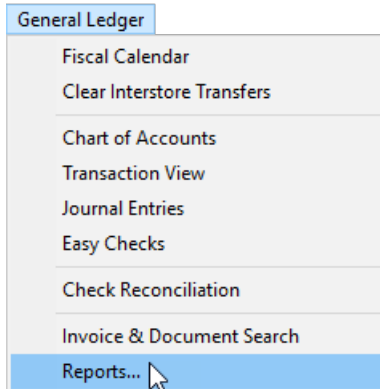 General Ledger
Fiscal Calendar
Clear Interstore Transfers
Chart of Accounts
Transaction View
Journal Entries
Easy Checks
Check Reconciliation
Invoice & Document Search
Reports...